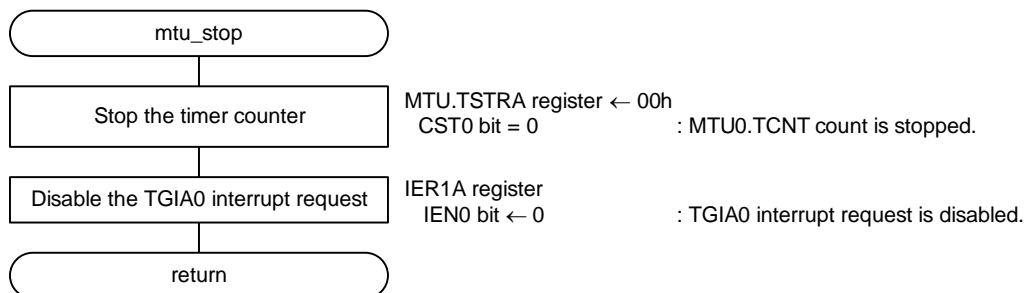 mtu_stop
Stop the timer counter
MTU.TSTRA register ← 00h
CST0 bit = 0 : MTU0.TCNT count is stopped.
Disable the TGIA0 interrupt request
IER1A register
IEN0 bit ← 0 : TGIA0 interrupt request is disabled.
return